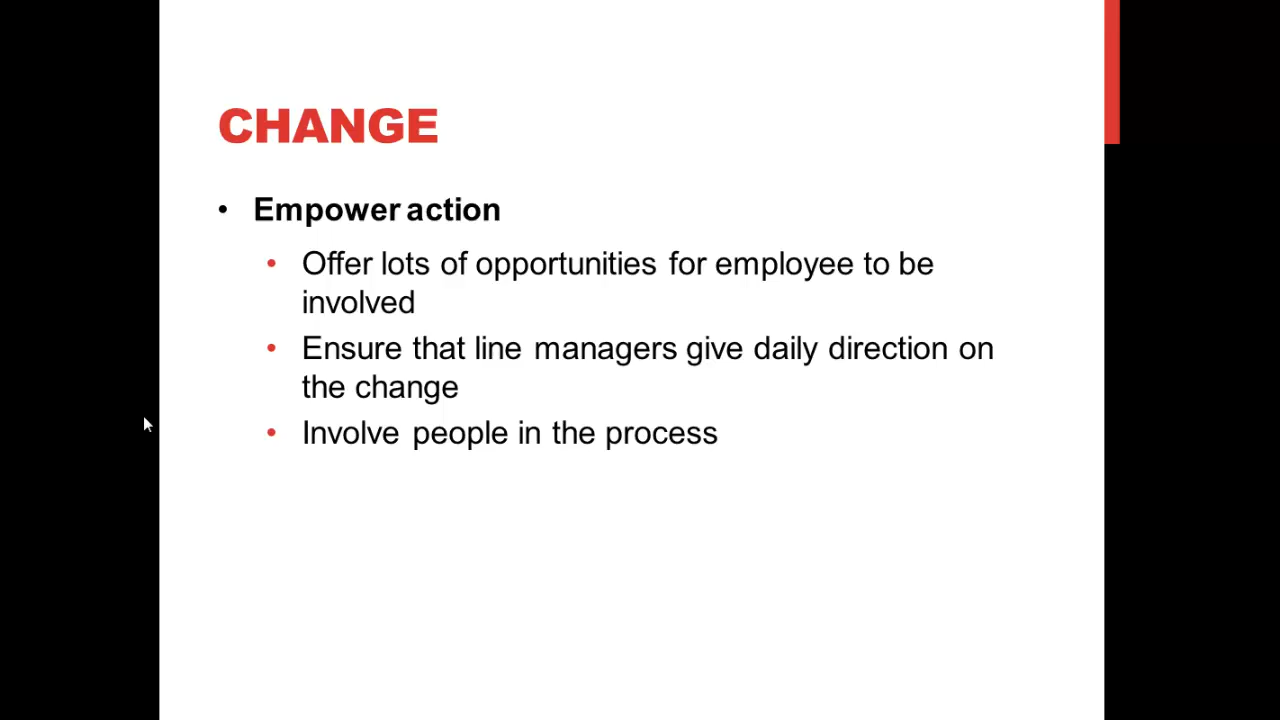 CHANGE
• Empower action
• Offer lots of opportunities for employee to be
involved
• Ensure that line managers give daily direction on
the change
• Involve people in the process